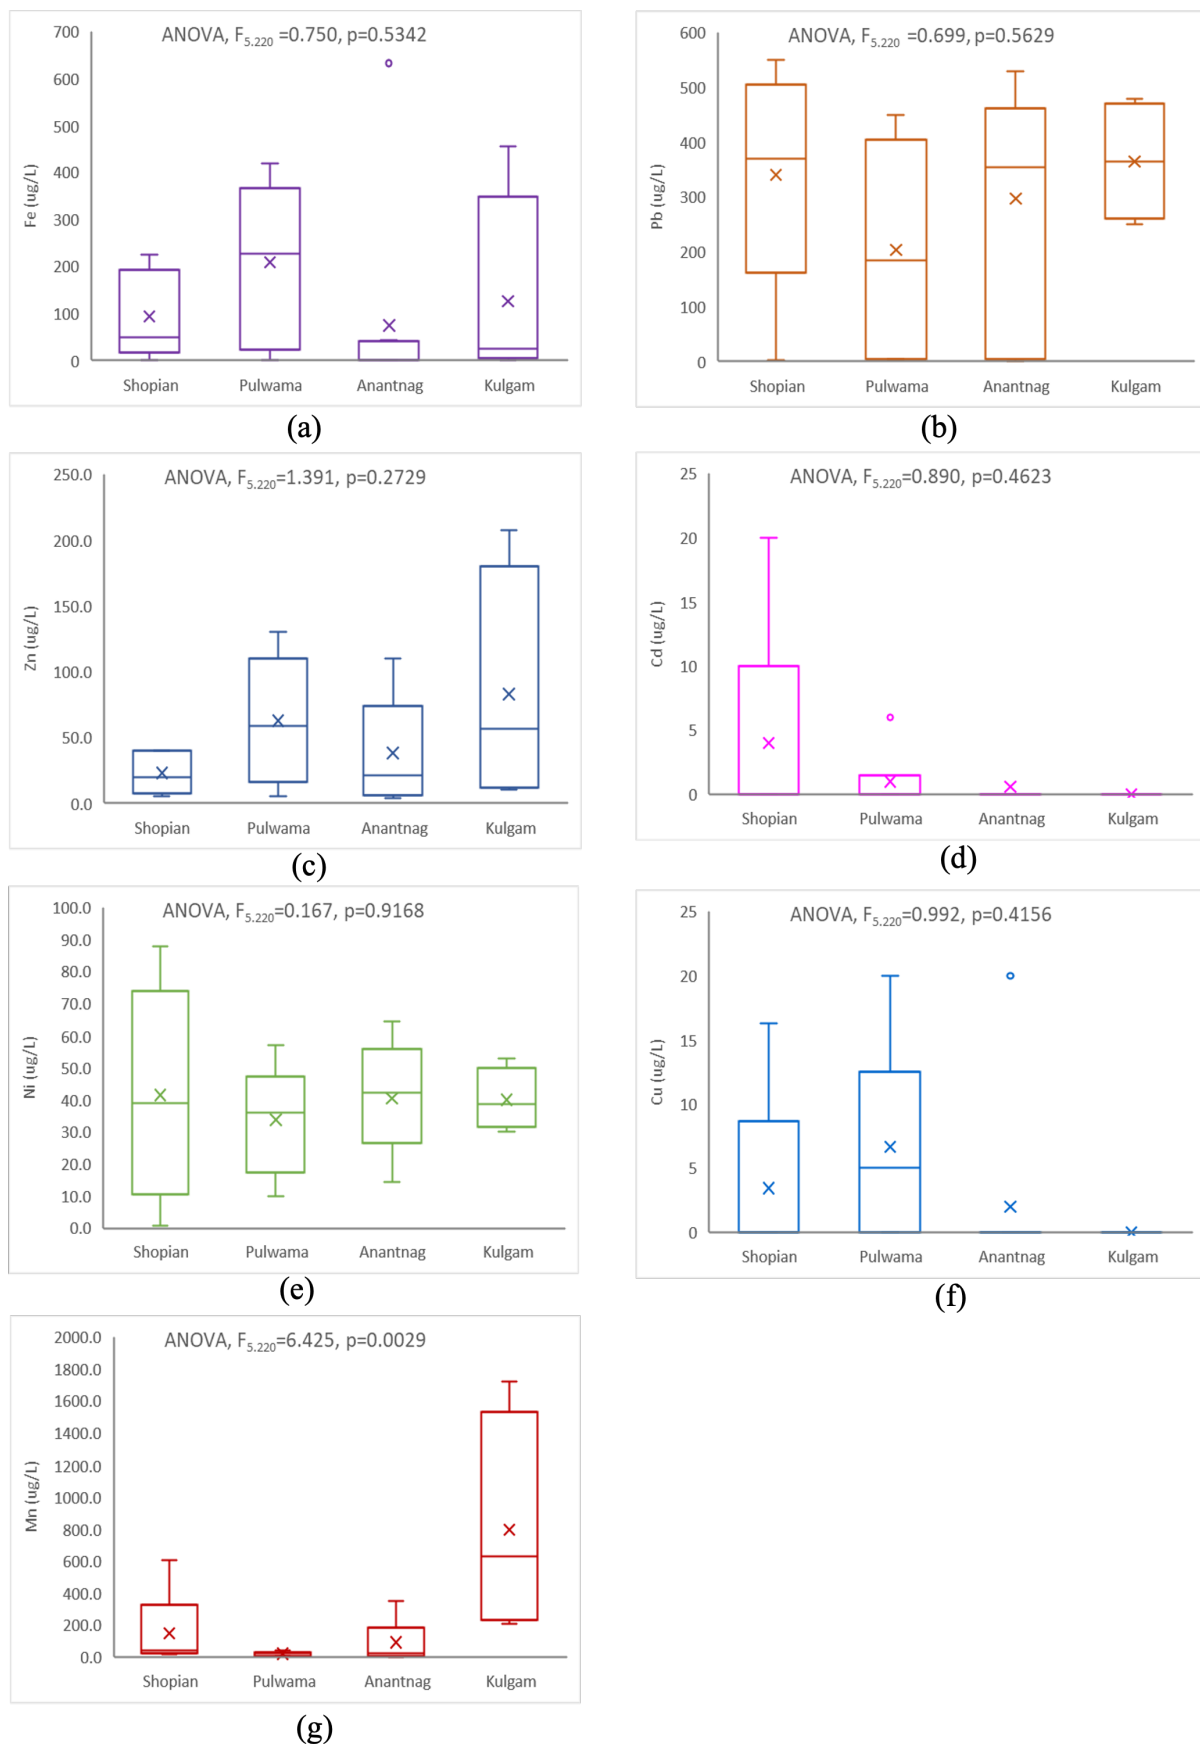 ANOVA, F5.220 =0.750, p=0.5342
700
600
500
400
300
200
100
0
Fe (ug/L)
Shopian Pulwama Anantnag Kulgam
(a)
ANOVA, F5.220 =0.699, p=0.5629
600
500
400
300
200
100
0
Pb (ug/L)
Shopian Pulwama Anantnag Kulgam
(b)
ANOVA, F5.220=1.391, p=0.2729
250.0
200.0
150.0
100.0
50.0
0.0
Zn (ug/L)
Shopian Pulwama Anantnag Kulgam
(c)
ANOVA, F5.220=0.890, p=0.4623
25
20
15
10
5
0
Cd (ug/L)
Shopian Pulwama Anantnag Kulgam
(d)
ANOVA, F5.220=0.167, p=0.9168
100.0
90.0
80.0
70.0
60.0
50.0
40.0
30.0
20.0
10.0
0.0
Ni (ug/L)
Shopian Pulwama Anantnag Kulgam
(e)
ANOVA, F5.220=0.992, p=0.4156
25
20
15
10
5
0
Cu (ug/L)
Shopian Pulwama Anantnag Kulgam
(f)
ANOVA, F5.220=6.425, p=0.0029
2000.0
1800.0
1600.0
1400.0
1200.0
1000.0
800.0
600.0
400.0
200.0
0.0
Mn (ug/L)
Shopian Pulwama Anantnag Kulgam
(g)